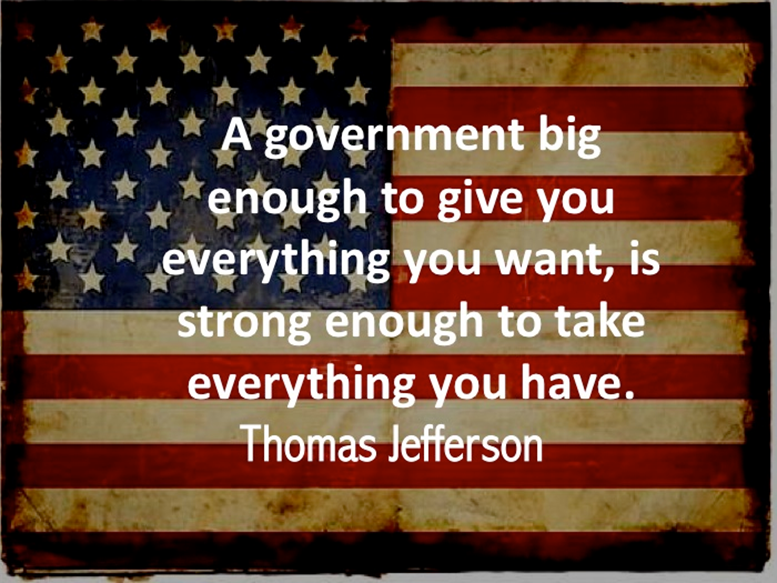 A government big
enough to give you
everything you want, is
strong enough to take
everything you have.
Thomas Jefferson